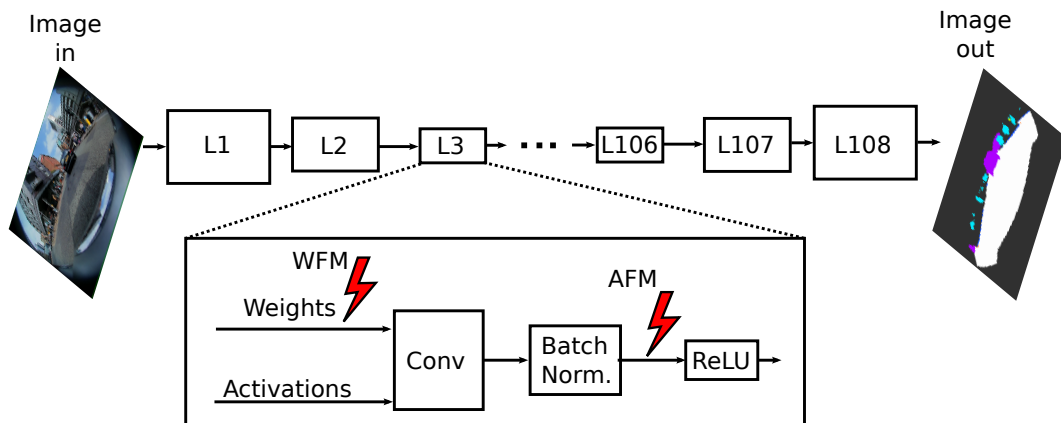 Image
in
Image
out
L1
L2
L3
L106
L107
L108
WFM
AFM
Weights
Activations
Conv
Batch
Norm.
ReLU